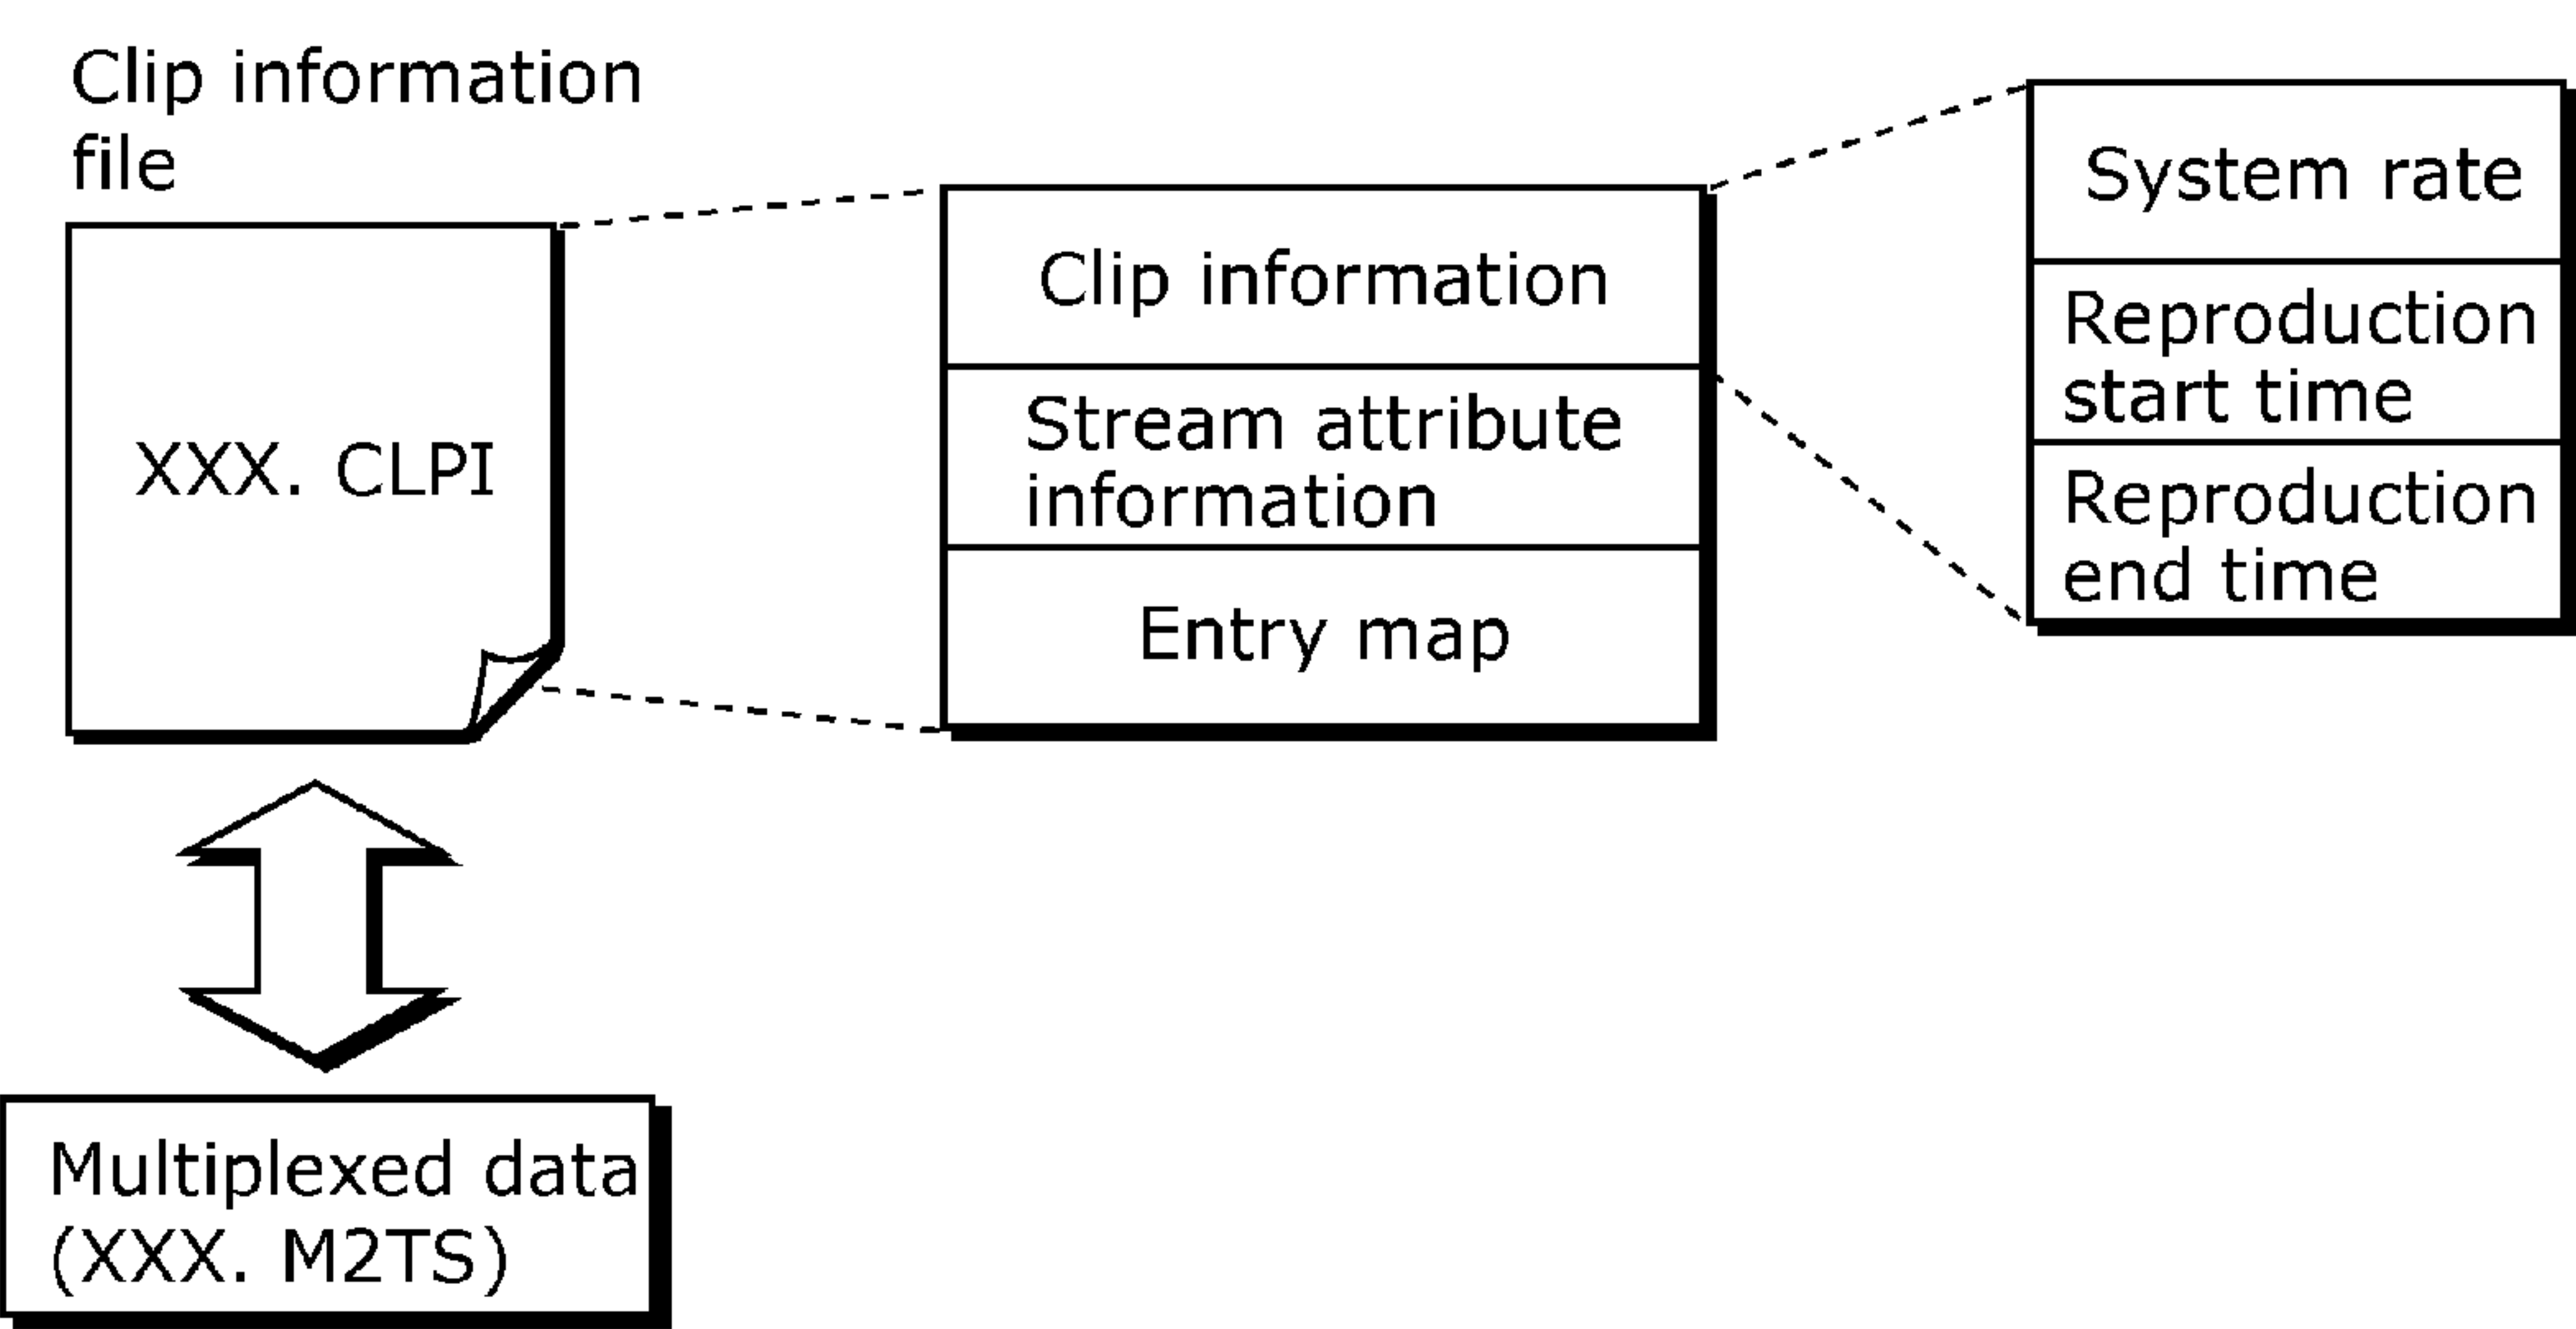 Clip information
file
XXX. CLPI
Clip information
Stream attribute
information
Entry map
System rate
Reproduction
start time
Reproduction
end time
Multiplexed data
(XXX. M2TS)